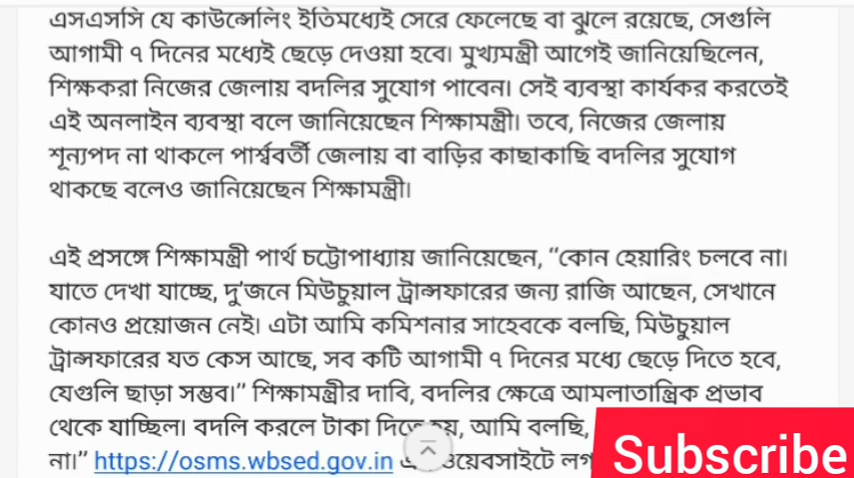 এসএসসি যে কাউন্সেলিং ইতিমধ্যেই সেরে ফেলেছে বা ঝুলে রয়েছে, সেগুলি
আগামী ৭ দিনের মধ্যেই ছেড়ে দেওয়া হবে। মুখ্যমন্ত্রী আগেই জানিয়েছিলেন,
শিক্ষকরা নিজের জেলায় বদলির সুযোগ পাবেন। সেই ব্যবস্থা কার্যকর করতেই
এই অনলাইন ব্যবস্থা বলে জানিয়েছেন শিক্ষামন্ত্রী। তবে, নিজের জেলায়
শূন্যপদ না থাকলে পার্শ্ববর্তী জেলায় বা বাড়ির কাছাকাছি বদলির সুযোগ
থাকছে বলেও জানিয়েছেন শিক্ষামন্ত্রী।
এই প্রসঙ্গে শিক্ষামন্ত্রী পার্থ চট্টোপাধ্যায় জানিয়েছেন, “কোন হেয়ারিং চলবে না।
যাতে দেখা যাচ্ছে, দু'জনে মিউচুয়াল ট্রান্সফারের জন্য রাজি আছেন, সেখানে
কোনও প্রয়োজন নেই। এটা আমি কমিশনার সাহেবকে বলছি, মিউচুয়াল
ট্রান্সফারের যত কেস আছে, সব কটি আগামী ৭ দিনের মধ্যে ছেড়ে দিতে হবে,
যেগুলি ছাড়া সম্ভব।” শিক্ষামন্ত্রীর দাবি, বদলির ক্ষেত্রে আমলাতান্ত্রিক প্রভাব
থেকে যাচ্ছিল। বদলি করলে টাকা দিতে হয়, আমি বলছি,
না।” https://osms.wbsed.gov.in ওয়েবসাইটে
Subscribe